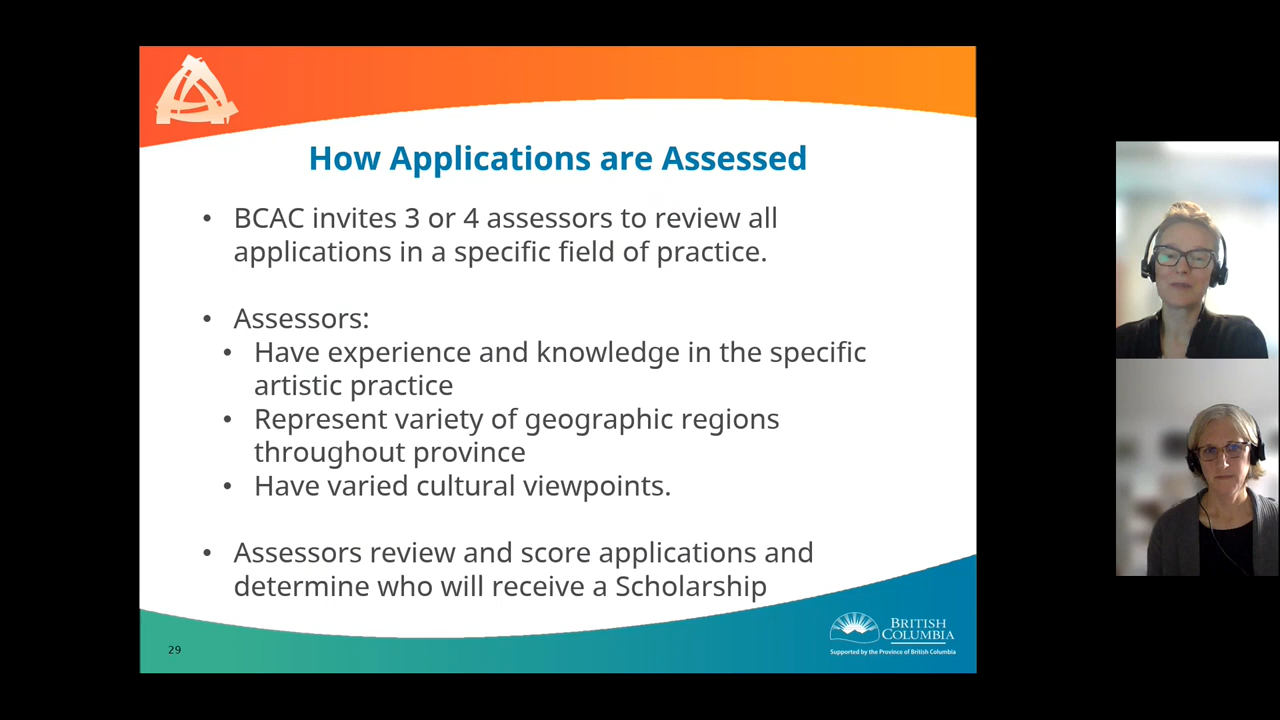 How Applications are Assessed
• BCAC invites 3 or 4 assessors to review all
applications in a specific field of practice.
• Assessors:
• Have experience and knowledge in the specific
artistic practice
• Represent variety of geographic regions
throughout province
• Have varied cultural viewpoints.
• Assessors review and score applications and
determine who will receive a Scholarship
29
BRITISH
COLUMBIA
Supported by the Province of British Columbia